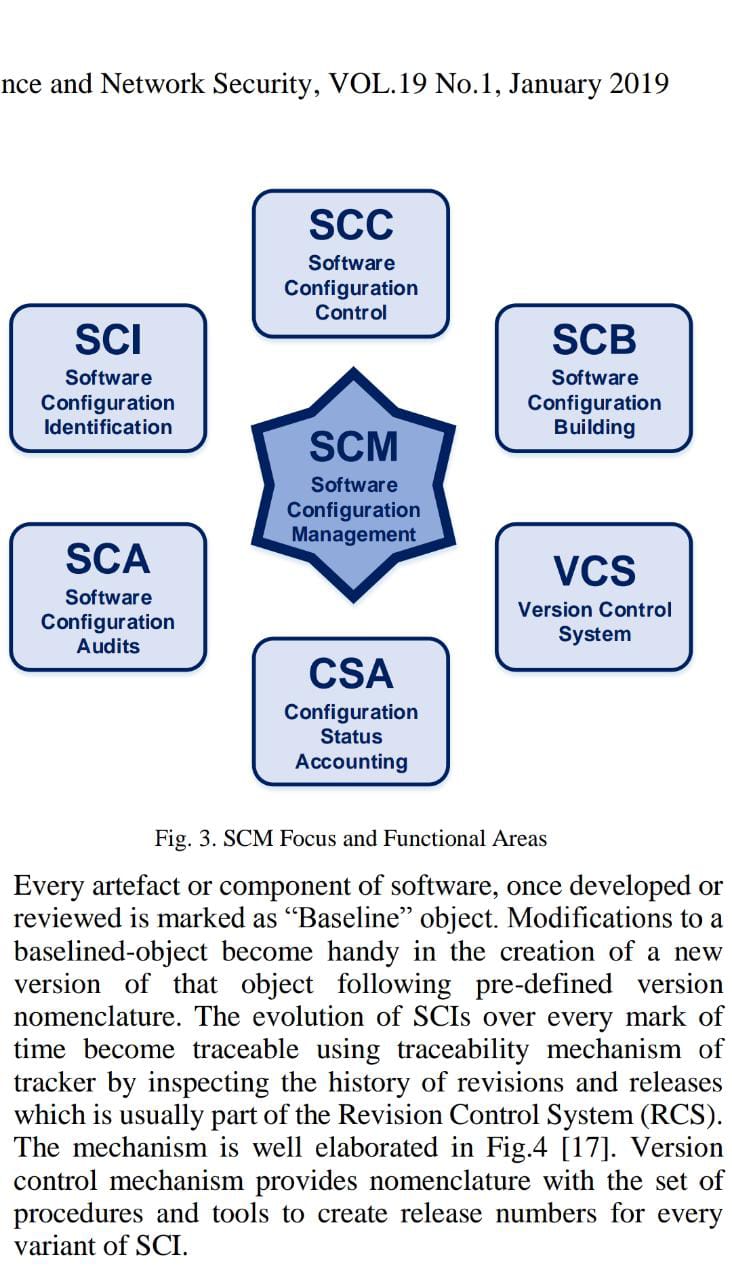 nce and Network Security, VOL.19 No.1, January 2019
SCC
Software
Configuration
Control
SCI
Software
Configuration
Identification
SCB
Software
Configuration
Building
SCM
Software
Configuration
Management
SCA
Software
Configuration
Audits
VCS
Version Control
System
CSA
Configuration
Status
Accounting
Fig. 3. SCM Focus and Functional Areas
Every artefact or component of software, once developed or
reviewed is marked as “Baseline” object. Modifications to a
baselined-object become handy in the creation of a new
version of that object following pre-defined version
nomenclature. The evolution of SCIs over every mark of
time become traceable using traceability mechanism of
tracker by inspecting the history of revisions and releases
which is usually part of the Revision Control System (RCS).
The mechanism is well elaborated in Fig.4 [17]. Version
control mechanism provides nomenclature with the set of
procedures and tools to create release numbers for every
variant of SCI.